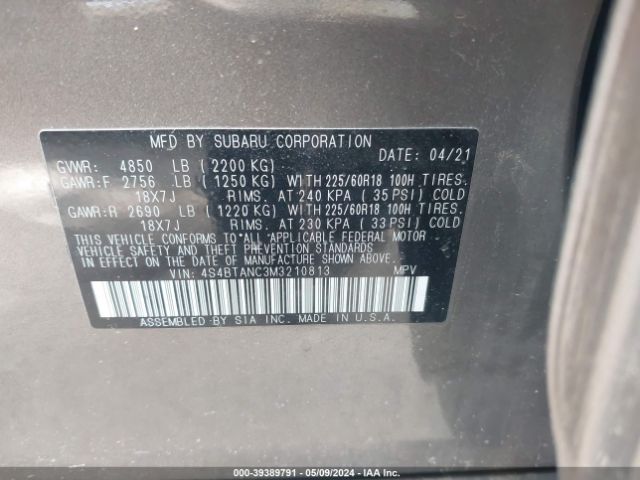 MFD BY SUBARU CORPORATION
GVWR: 4850 LB (2200 KG) DATE: 04/21
GAWR:F 2756 LB (1250 KG) WITH 225/60R18 100H TIRES.
18X7J RIMS. AT 240 KPA (35 PSI) COLD
GAWR:R 2690 LB (1220 KG) WITH 225/60R18 100H TIRES.
18X7J RIMS. AT 230 KPA (33 PSI) COLD
THIS VEHICLE CONFORMS TO ALL APPLICABLE FEDERAL MOTOR
VEHICLE SAFETY AND THEFT PREVENTION STANDARDS
IN EFFECT ON THE DATE OF MANUFACTURE SHOWN ABOVE.
VIN: 4S4BTANC3M3210813 MPV
ASSEMBLED BY SIA INC. MADE IN U.S.A.
000-39389791 - 05/09/2024 - IAA Inc.